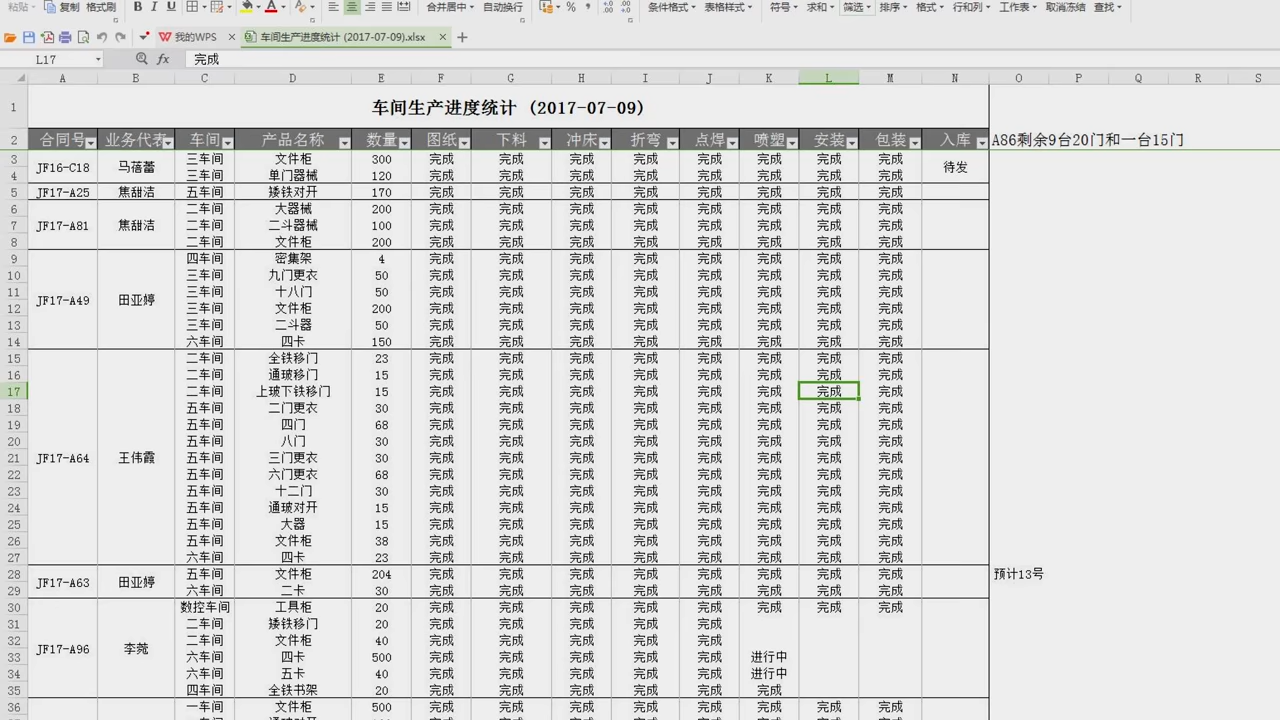 粘贴 复制 格式刷 B I U A 合并居中 自动换行 % 条件格式 表格样式 符号 求和 筛选 排序 格式 行和列 工作表 取消冻结 查找
我的WPS × 车间生产进度统计 (2017-07-09).xlsx × +
L17 fx 完成
A B C D E F G H I J K L M N O P Q R S
1 车间生产进度统计 (2017-07-09)
2 合同号 业务代表 车间 产品名称 数量 图纸 下料 冲床 折弯 点焊 喷塑 安装 包装 入库 A86剩余9台20门和一台15门
3 JF16-C18 马蓓蕾 三车间 文件柜 300 完成 完成 完成 完成 完成 完成 完成 完成 待发
4 三车间 单门器械 120 完成 完成 完成 完成 完成 完成 完成 完成
5 JF17-A25 焦甜洁 五车间 矮铁对开 170 完成 完成 完成 完成 完成 完成 完成 完成
6 JF17-A81 焦甜洁 二车间 大器械 200 完成 完成 完成 完成 完成 完成 完成 完成
7 二车间 二斗器械 100 完成 完成 完成 完成 完成 完成 完成 完成
8 二车间 文件柜 200 完成 完成 完成 完成 完成 完成 完成 完成
9 JF17-A49 田亚婷 四车间 密集架 4 完成 完成 完成 完成 完成 完成 完成 完成
10 三车间 九门更衣 50 完成 完成 完成 完成 完成 完成 完成 完成
11 三车间 十八门 50 完成 完成 完成 完成 完成 完成 完成 完成
12 三车间 文件柜 200 完成 完成 完成 完成 完成 完成 完成 完成
13 三车间 二斗器 50 完成 完成 完成 完成 完成 完成 完成 完成
14 六车间 四卡 150 完成 完成 完成 完成 完成 完成 完成 完成
15 JF17-A64 王伟霞 二车间 全铁移门 23 完成 完成 完成 完成 完成 完成 完成 完成
16 二车间 通玻移门 15 完成 完成 完成 完成 完成 完成 完成 完成
17 二车间 上玻下铁移门 15 完成 完成 完成 完成 完成 完成 完成 完成
18 五车间 二门更衣 30 完成 完成 完成 完成 完成 完成 完成 完成
19 五车间 四门 68 完成 完成 完成 完成 完成 完成 完成 完成
20 五车间 八门 30 完成 完成 完成 完成 完成 完成 完成 完成
21 五车间 三门更衣 30 完成 完成 完成 完成 完成 完成 完成 完成
22 五车间 六门更衣 68 完成 完成 完成 完成 完成 完成 完成 完成
23 五车间 十二门 30 完成 完成 完成 完成 完成 完成 完成 完成
24 五车间 通玻对开 15 完成 完成 完成 完成 完成 完成 完成 完成
25 五车间 大器 15 完成 完成 完成 完成 完成 完成 完成 完成
26 五车间 文件柜 38 完成 完成 完成 完成 完成 完成 完成 完成
27 六车间 四卡 23 完成 完成 完成 完成 完成 完成 完成 完成
28 JF17-A63 田亚婷 五车间 文件柜 204 完成 完成 完成 完成 完成 完成 完成 完成 预计13号
29 六车间 二卡 30 完成 完成 完成 完成 完成 完成 完成 完成
30 JF17-A96 李苑 数控车间 工具柜 20 完成 完成 完成 完成 完成 完成 完成 完成
31 二车间 矮铁移门 20 完成 完成 完成 完成 完成
32 二车间 文件柜 40 完成 完成 完成 完成 完成
33 六车间 四卡 500 完成 完成 完成 完成 完成 进行中
34 六车间 五卡 40 完成 完成 完成 完成 完成 进行中
35 四车间 全铁书架 20 完成 完成 完成 完成 完成 完成
36 一车间 文件柜 500 完成 完成 完成 完成 完成 完成 完成 完成